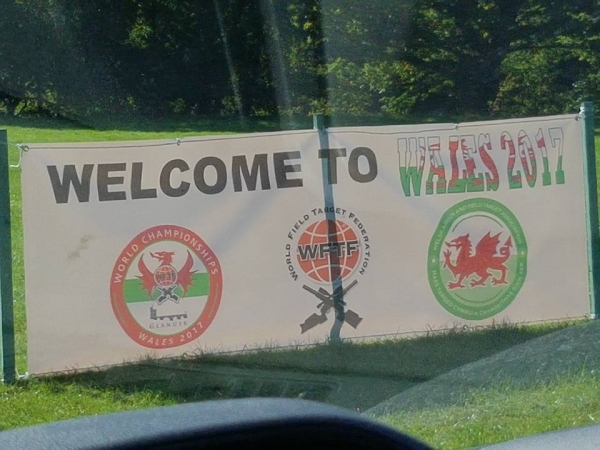 WELCOME TO WALES 2017
WORLD CHAMPIONSHIPS
WALES 2017
WORLD FIELD TARGET FEDERATION
WFTF